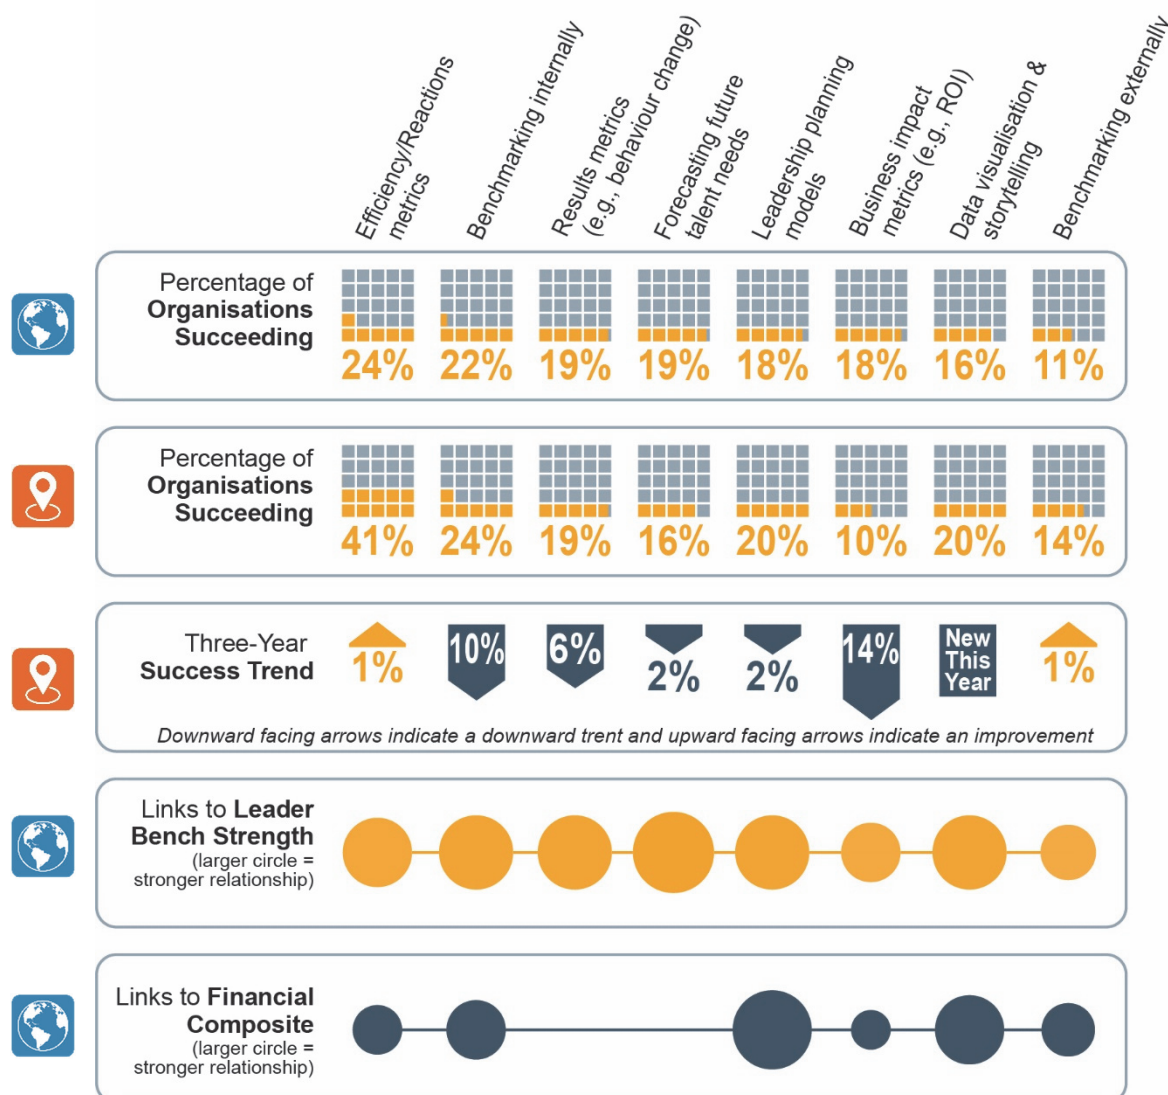 Efficiency/Reactions
metrics
Benchmarking internally
Results metrics
(e.g., behaviour change)
Forecasting future
talent needs
Leadership planning
models
Business impact
metrics (e.g., ROI)
Data visualisation &
storytelling
Benchmarking externally
Percentage of
Organisations
Succeeding
24% 22% 19% 19% 18% 18% 16% 11%
Percentage of
Organisations
Succeeding
41% 24% 19% 16% 20% 10% 20% 14%
Three-Year
Success Trend
1% 10% 6% 2% 2% 14% New This Year 1%
Downward facing arrows indicate a downward trent and upward facing arrows indicate an improvement
Links to Leader
Bench Strength
(larger circle =
stronger relationship)
Links to Financial
Composite
(larger circle =
stronger relationship)